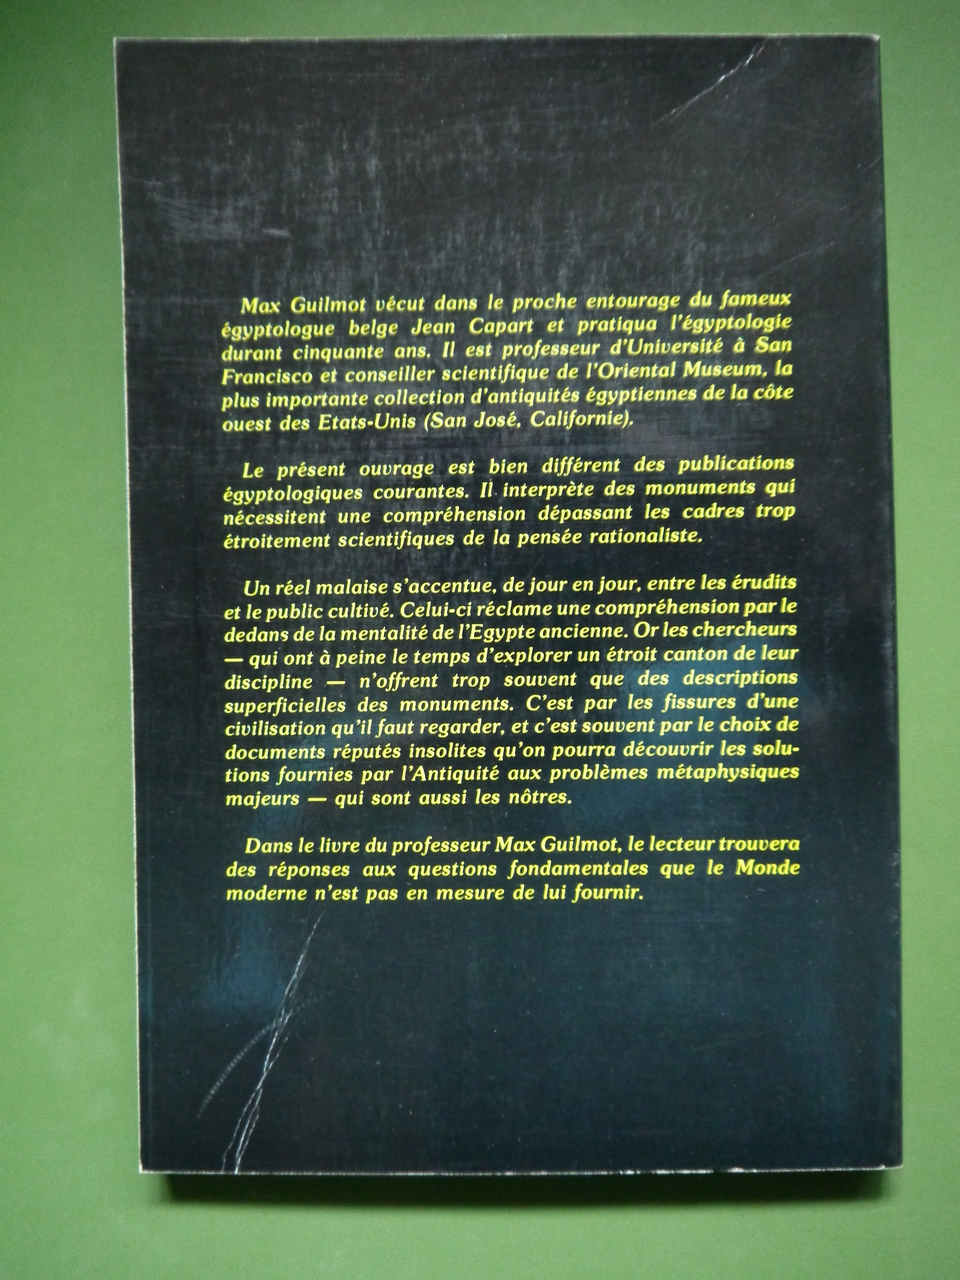 Max Guilmot vécut dans le proche entourage du fameux
égyptologue belge Jean Capart et pratiqua l'égyptologie
durant cinquante ans. Il est professeur d'Université à San
Francisco et conseiller scientifique de l'Oriental Museum, la
plus importante collection d'antiquités égyptiennes de la côte
ouest des Etats-Unis (San José, Californie).
Le présent ouvrage est bien différent des publications
égyptologiques courantes. Il interprète des monuments qui
nécessitent une compréhension dépassant les cadres trop
étroitement scientifiques de la pensée rationaliste.
Un réel malaise s'accentue, de jour en jour, entre les érudits
et le public cultivé. Celui-ci réclame une compréhension par le
dedans de la mentalité de l'Egypte ancienne. Or les chercheurs
— qui ont à peine le temps d'explorer un étroit canton de leur
discipline — n'offrent trop souvent que des descriptions
superficielles des monuments. C'est par les fissures d'une
civilisation qu'il faut regarder, et c'est souvent par le choix de
documents réputés insolites qu'on pourra découvrir les solu-
tions fournies par l'Antiquité aux problèmes métaphysiques
majeurs — qui sont aussi les nôtres.
Dans le livre du professeur Max Guilmot, le lecteur trouvera
des réponses aux questions fondamentales que le Monde
moderne n'est pas en mesure de lui fournir.